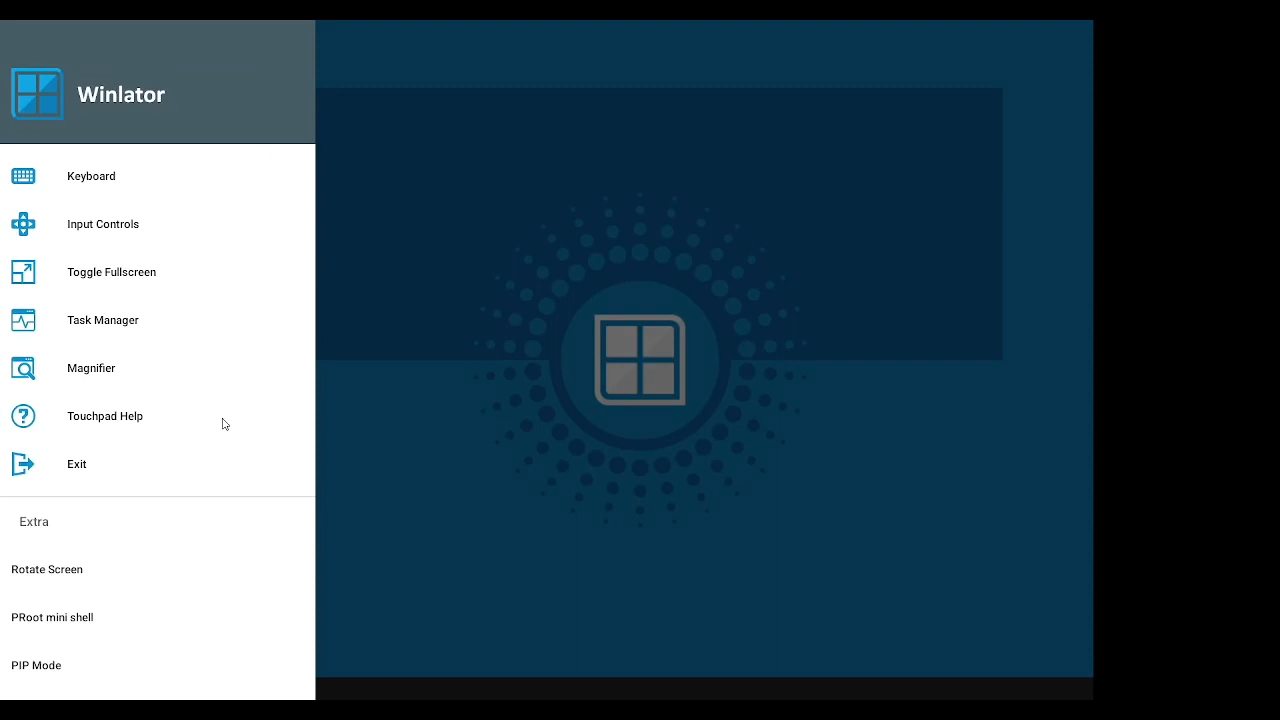 Winlator
Keyboard
Input Controls
Toggle Fullscreen
Task Manager
Magnifier
Touchpad Help
Exit
Extra
Rotate Screen
PRoot mini shell
PIP Mode